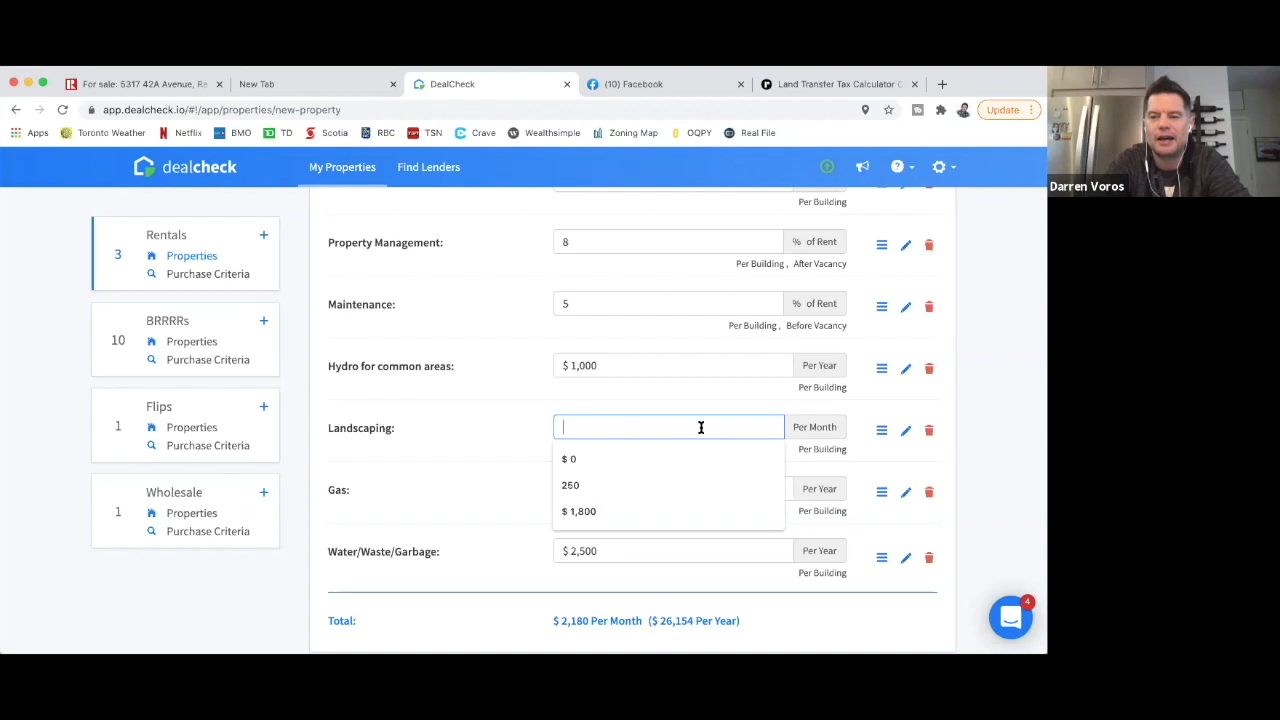 For sale: 5317 42A Avenue, Re
New Tab
DealCheck
(10) Facebook
Land Transfer Tax Calculator
app.dealcheck.io/#!/app/properties/new-property
Update
Apps
Toronto Weather
Netflix
BMO
TD
Scotia
RBC
TSN
Crave
Wealthsimple
Zoning Map
OQPY
Real File
Darren Voros
dealcheck
My Properties
Find Lenders
Rentals
3
Properties
Purchase Criteria
BRRRRs
10
Properties
Purchase Criteria
Flips
1
Properties
Purchase Criteria
Wholesale
1
Properties
Purchase Criteria
Per Building
Property Management:
8
% of Rent
Per Building , After Vacancy
Maintenance:
5
% of Rent
Per Building , Before Vacancy
Hydro for common areas:
$ 1,000
Per Year
Per Building
Landscaping:
Per Month
Per Building
$ 0
250
$ 1,800
Gas:
Per Year
Per Building
Water/Waste/Garbage:
$ 2,500
Per Year
Per Building
Total:
$ 2,180 Per Month ($ 26,154 Per Year)
4